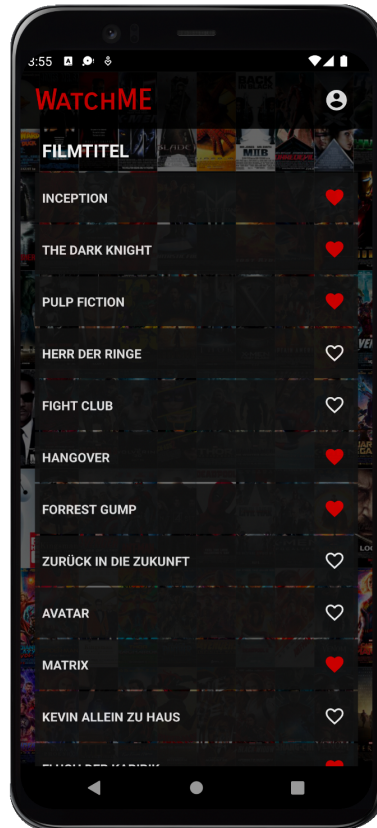 3:55
WATCHME
FILMTITEL
INCEPTION
THE DARK KNIGHT
PULP FICTION
HERR DER RINGE
FIGHT CLUB
HANGOVER
FORREST GUMP
ZURÜCK IN DIE ZUKUNFT
AVATAR
MATRIX
KEVIN ALLEIN ZU HAUS